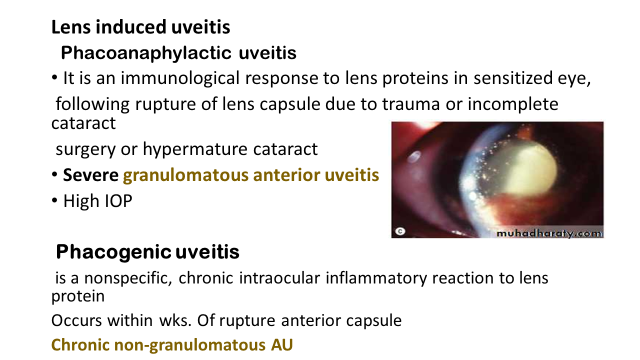 Lens induced uveitis
Phacoanaphylactic uveitis
• It is an immunological response to lens proteins in sensitized eye,
following rupture of lens capsule due to trauma or incomplete
cataract
surgery or hypermature cataract
• Severe granulomatous anterior uveitis
• High IOP
c
muhadharaty.com
Phacogenic uveitis
is a nonspecific, chronic intraocular inflammatory reaction to lens
protein
Occurs within wks. Of rupture anterior capsule
Chronic non-granulomatous AU